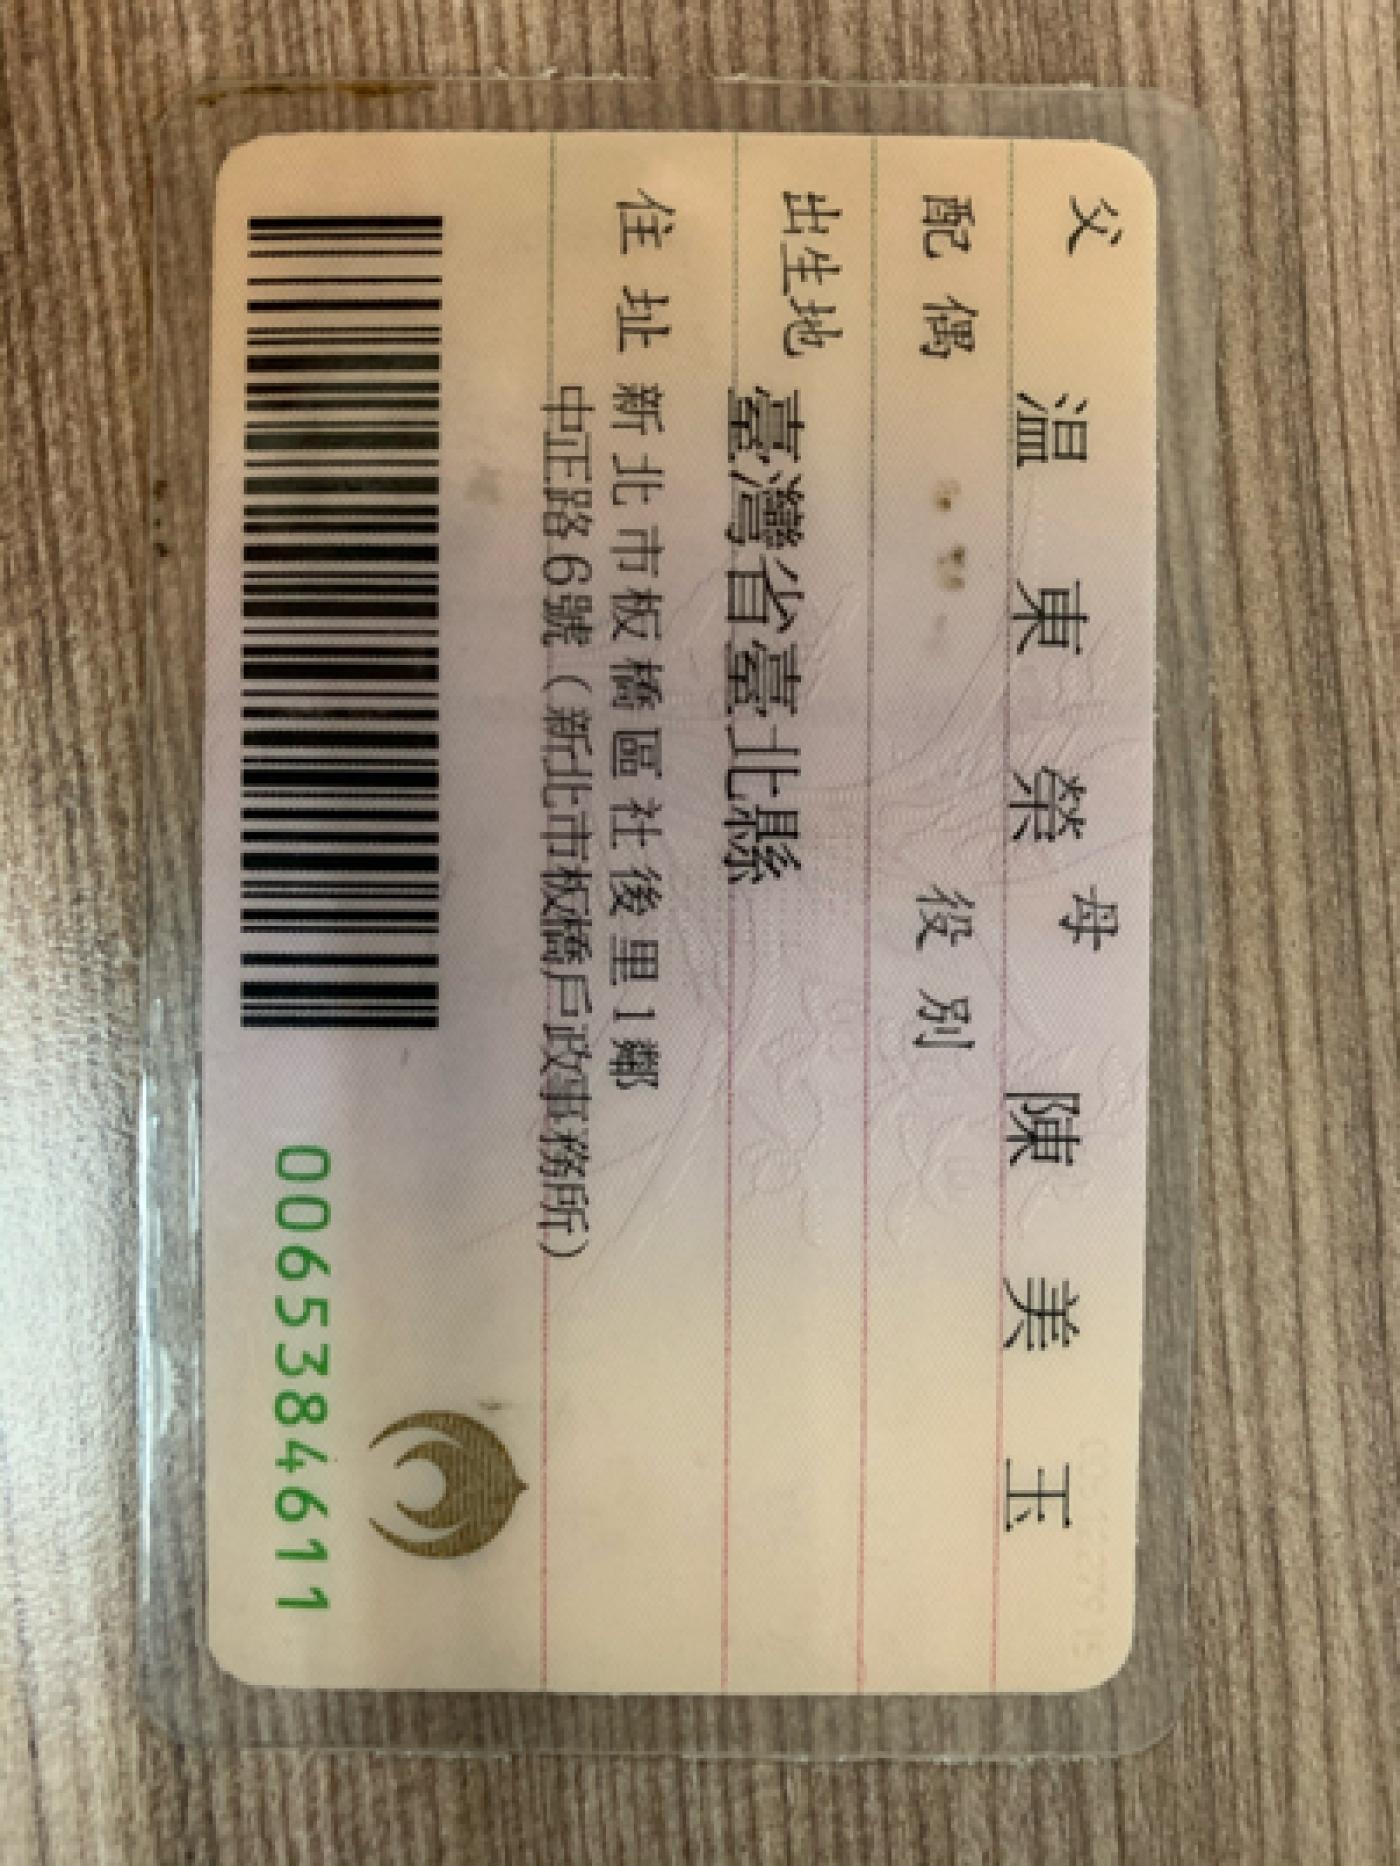 父 温東榮 母 陳美玉
配偶 役別
出生地 臺灣省臺北縣
住址 新北市板橋區社後里1鄰
中正路6號（新北市板橋戶政事務所）
0065384611